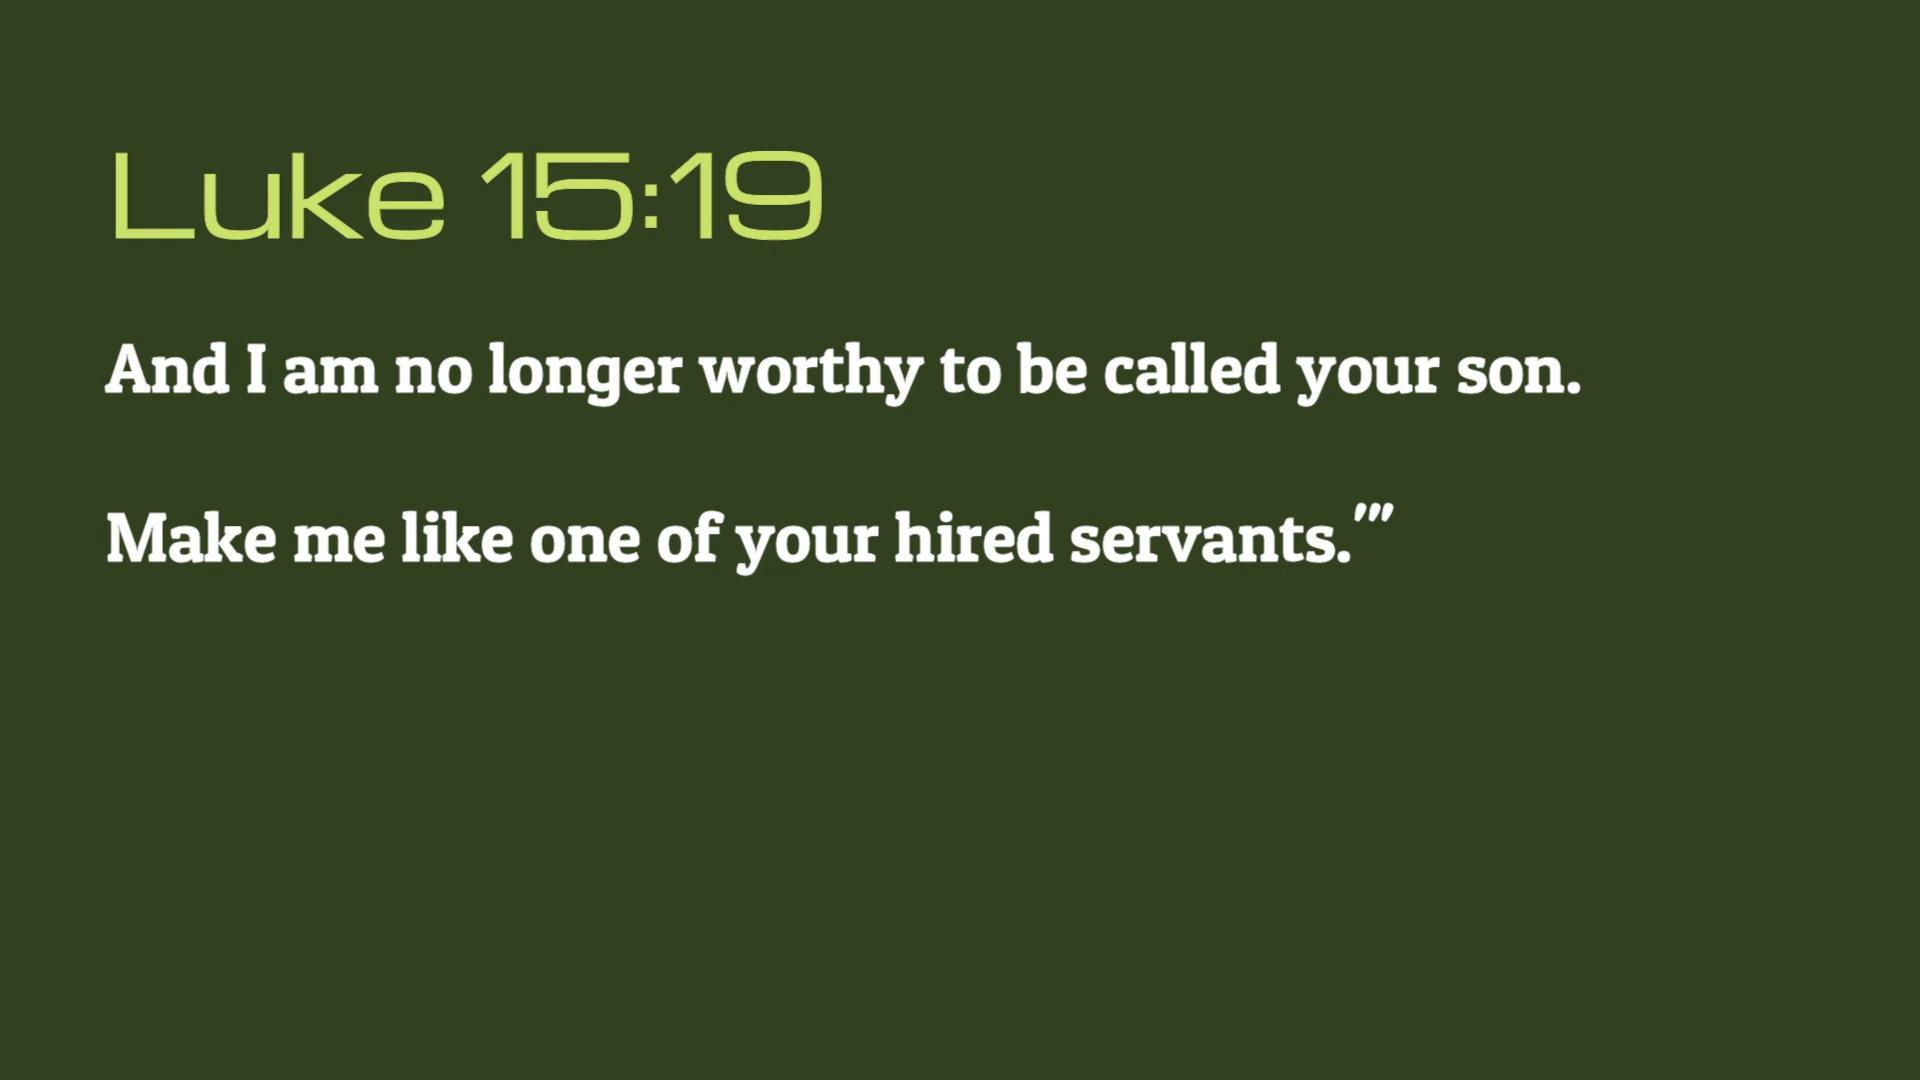 Luke 15:19
And I am no longer worthy to be called your son.
Make me like one of your hired servants.'"